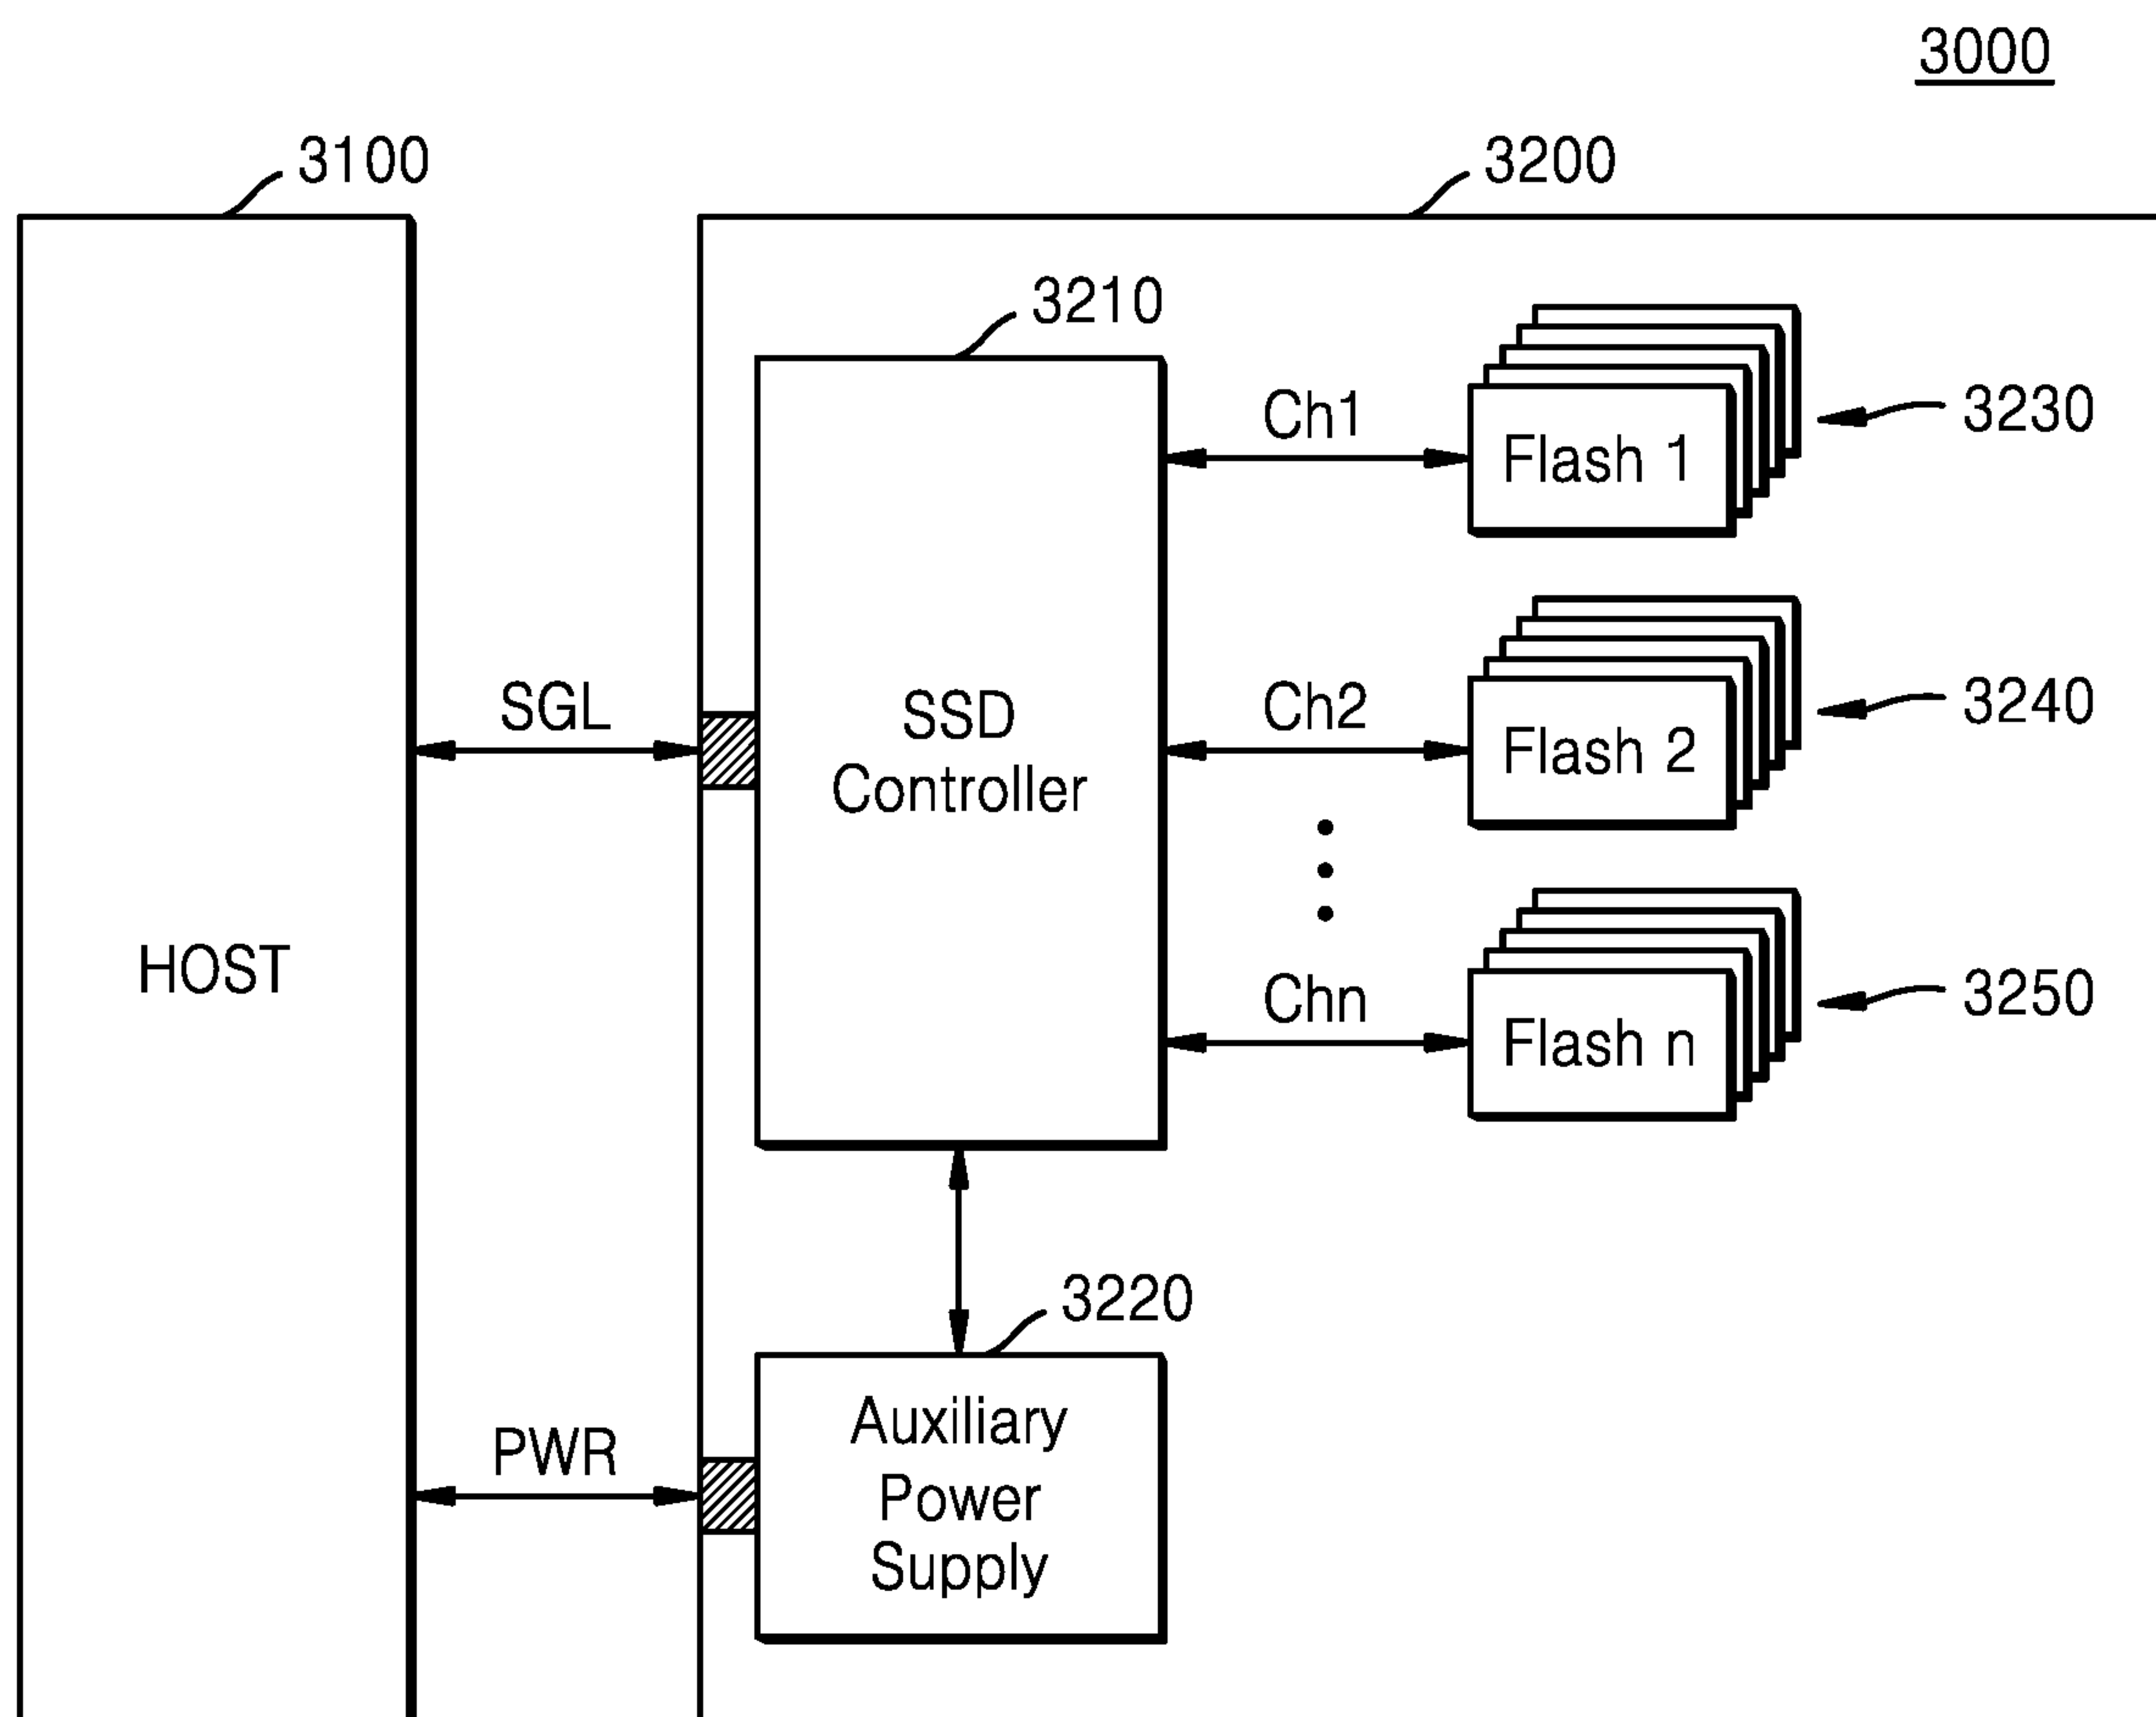 3000
3100
3200
3210
Ch1
Flash 1
3230
SGL
SSD
Controller
Ch2
Flash 2
3240
HOST
Chn
Flash n
3250
3220
PWR
Auxiliary
Power
Supply